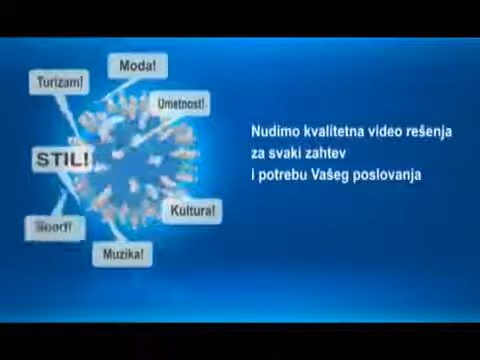 Moda!
Turizam!
Umetnost!
STIL!
Kultura!
Sport!
Muzika!
Nudimo kvalitetna video rešenja
za svaki zahtev
i potrebu Vašeg poslovanja